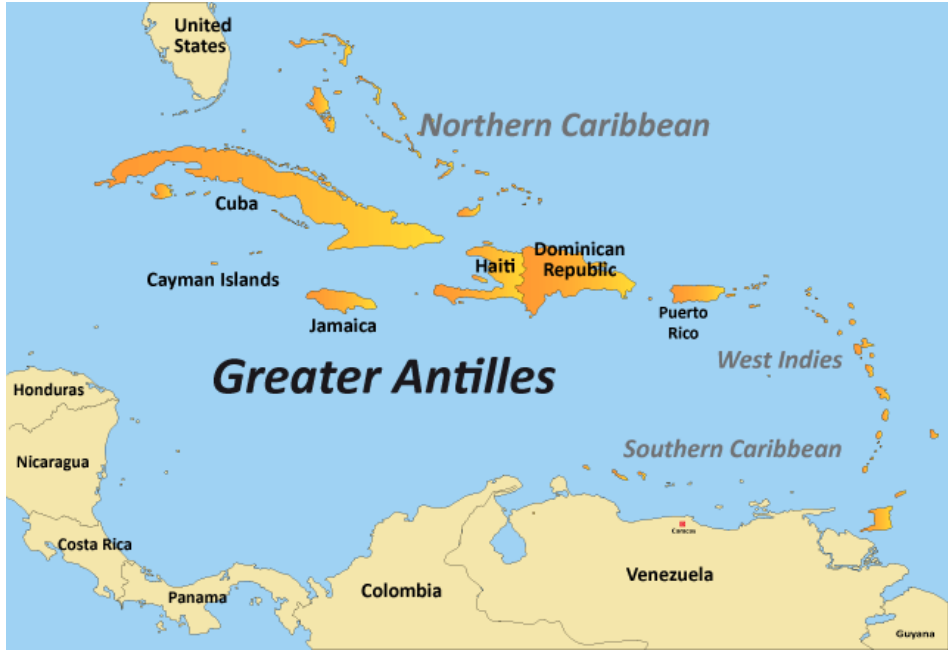 United
States
Northern Caribbean
Cuba
Dominican
Republic
Haiti
Cayman Islands
Jamaica
Puerto
Rico
West Indies
Greater Antilles
Honduras
Southern Caribbean
Nicaragua
Caracas
Costa Rica
Venezuela
Colombia
Panama
Guyana